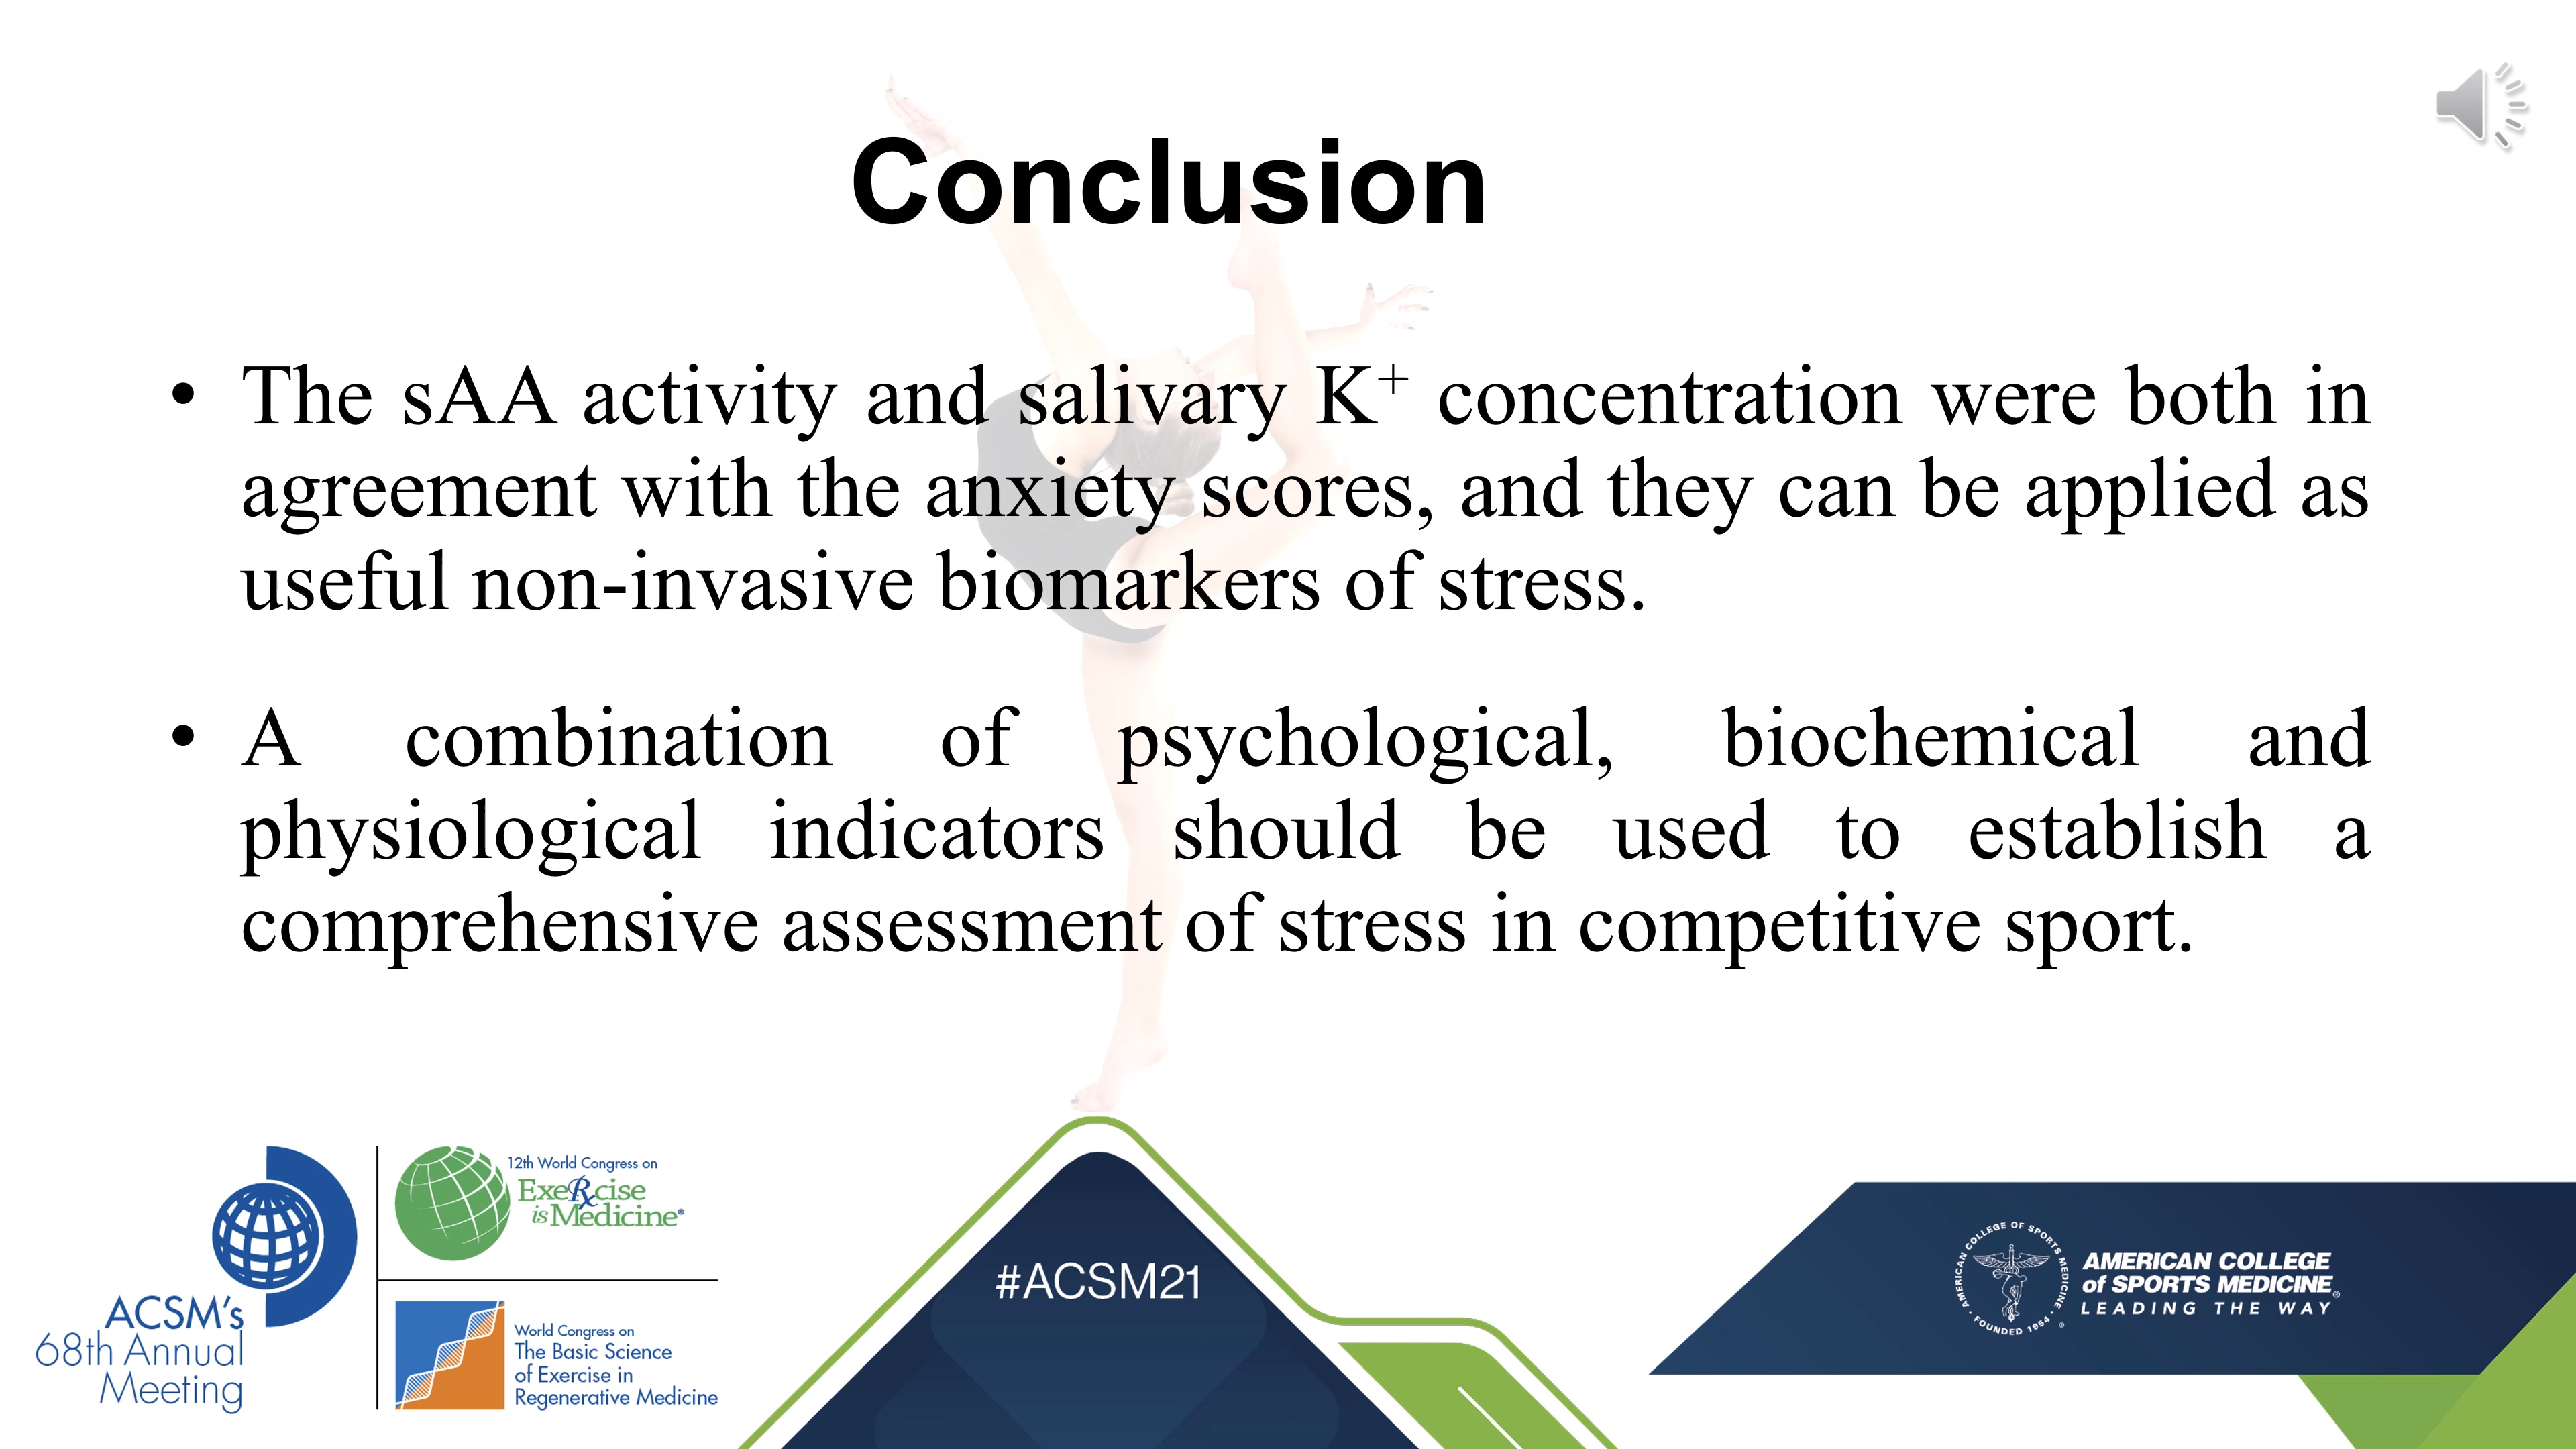 Conclusion
• The sAA activity and salivary K⁺ concentration were both in
agreement with the anxiety scores, and they can be applied as
useful non-invasive biomarkers of stress.
• A combination of psychological, biochemical and
physiological indicators should be used to establish a
comprehensive assessment of stress in competitive sport.
ACSM's
68th Annual
Meeting
12th World Congress on
ExeRxcise
is Medicine®
World Congress on
The Basic Science
of Exercise in
Regenerative Medicine
#ACSM21
AMERICAN COLLEGE OF SPORTS MEDICINE
• FOUNDED 1954 • ®
AMERICAN COLLEGE
of SPORTS MEDICINE®
LEADING THE WAY